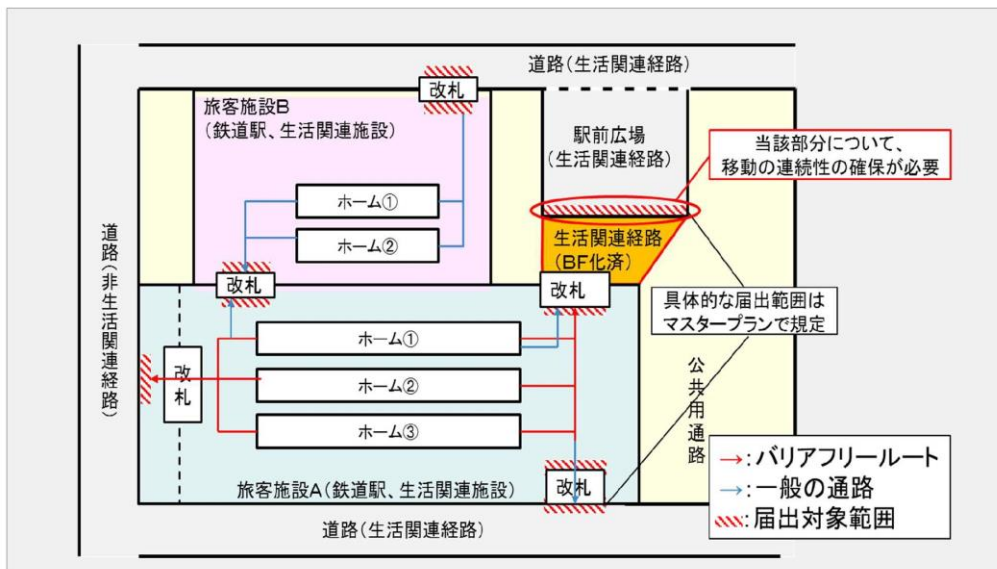 道路(生活関連経路)
改札
旅客施設B
(鉄道駅、生活関連施設)
駅前広場
(生活関連経路)
当該部分について、
移動の連続性の確保が必要
ホーム①
ホーム②
生活関連経路
(BF化済)
道路(非生活関連経路)
改札
改札
具体的な届出範囲は
マスタープランで規定
ホーム①
改札
ホーム②
ホーム③
公共用通路
旅客施設A(鉄道駅、生活関連施設)
改札
道路(生活関連経路)
→:バリアフリールート
→:一般の通路
:届出対象範囲